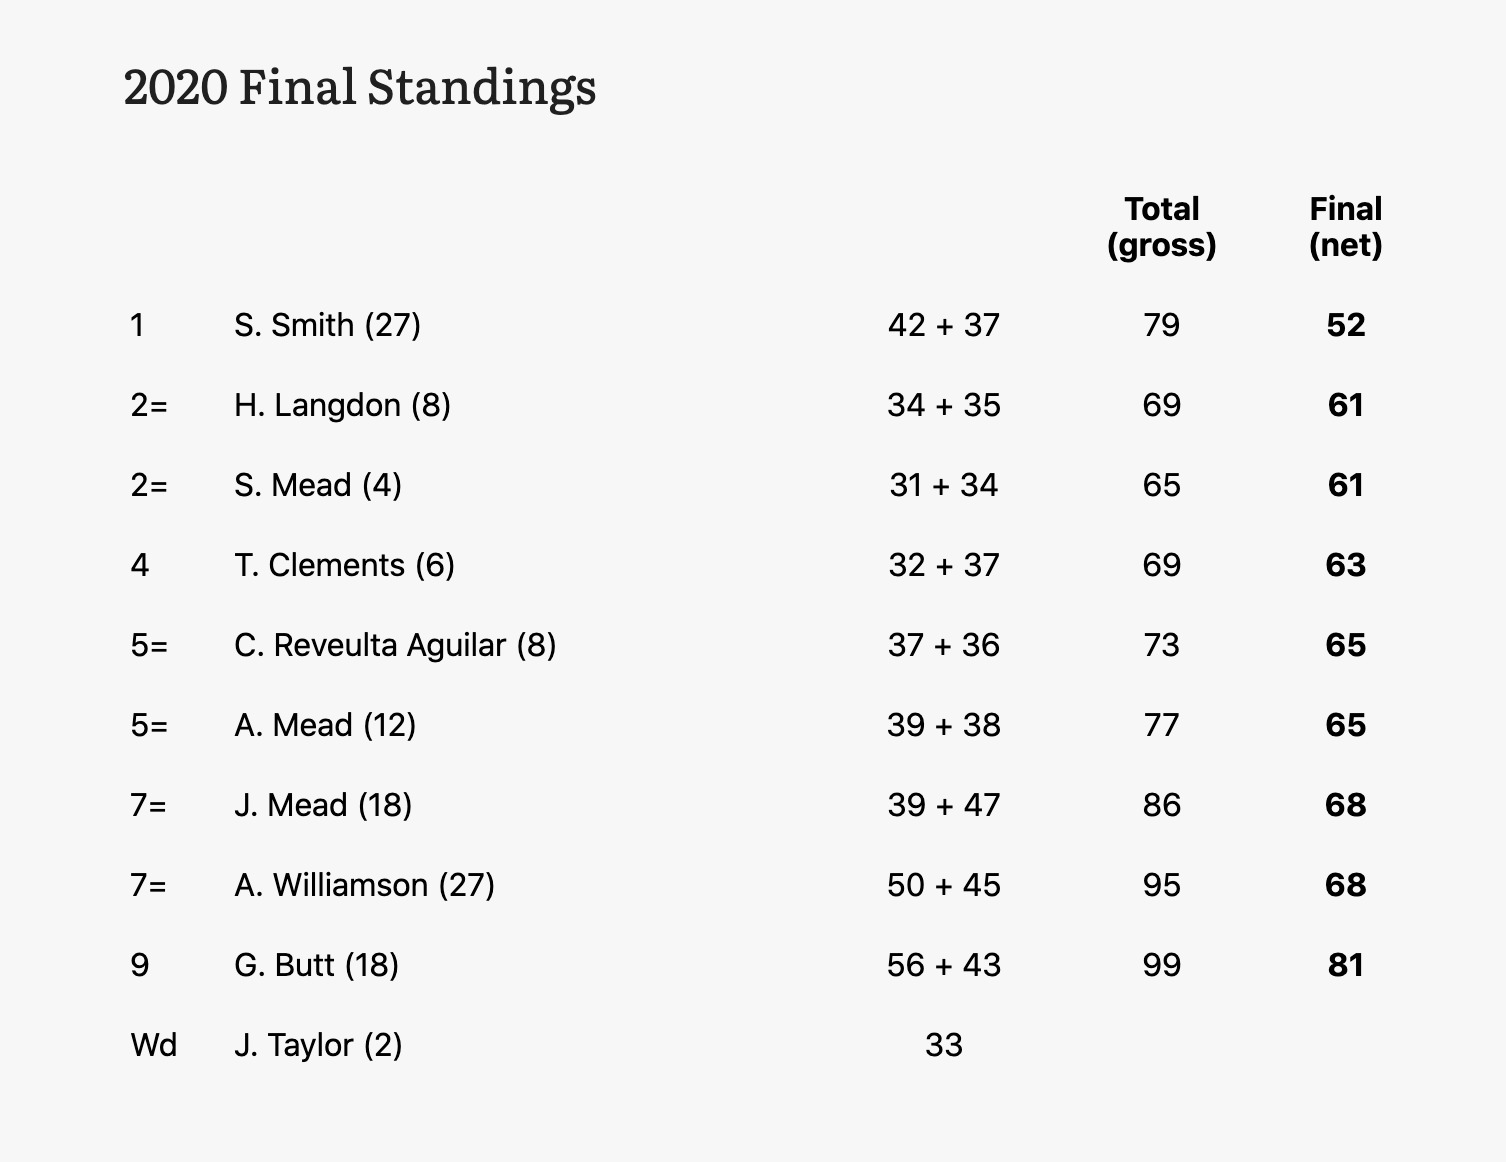 2020 Final Standings
Total (gross) Final (net)
1 S. Smith (27) 42 + 37 79 52
2= H. Langdon (8) 34 + 35 69 61
2= S. Mead (4) 31 + 34 65 61
4 T. Clements (6) 32 + 37 69 63
5= C. Reveulta Aguilar (8) 37 + 36 73 65
5= A. Mead (12) 39 + 38 77 65
7= J. Mead (18) 39 + 47 86 68
7= A. Williamson (27) 50 + 45 95 68
9 G. Butt (18) 56 + 43 99 81
Wd J. Taylor (2) 33